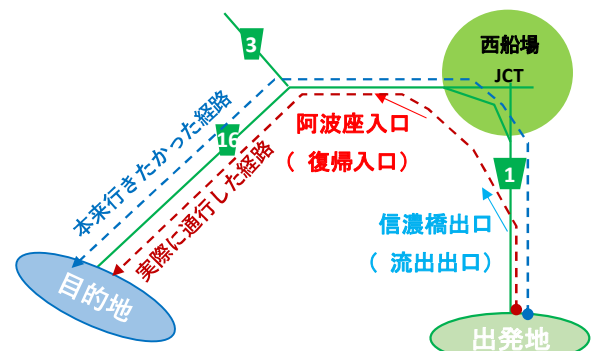 西船場
JCT
3
阿波座入口
（ 復帰入口）
本来行きたかった経路
16
実際に通行した経路
1
信濃橋出口
（ 流出出口）
目的地
出発地